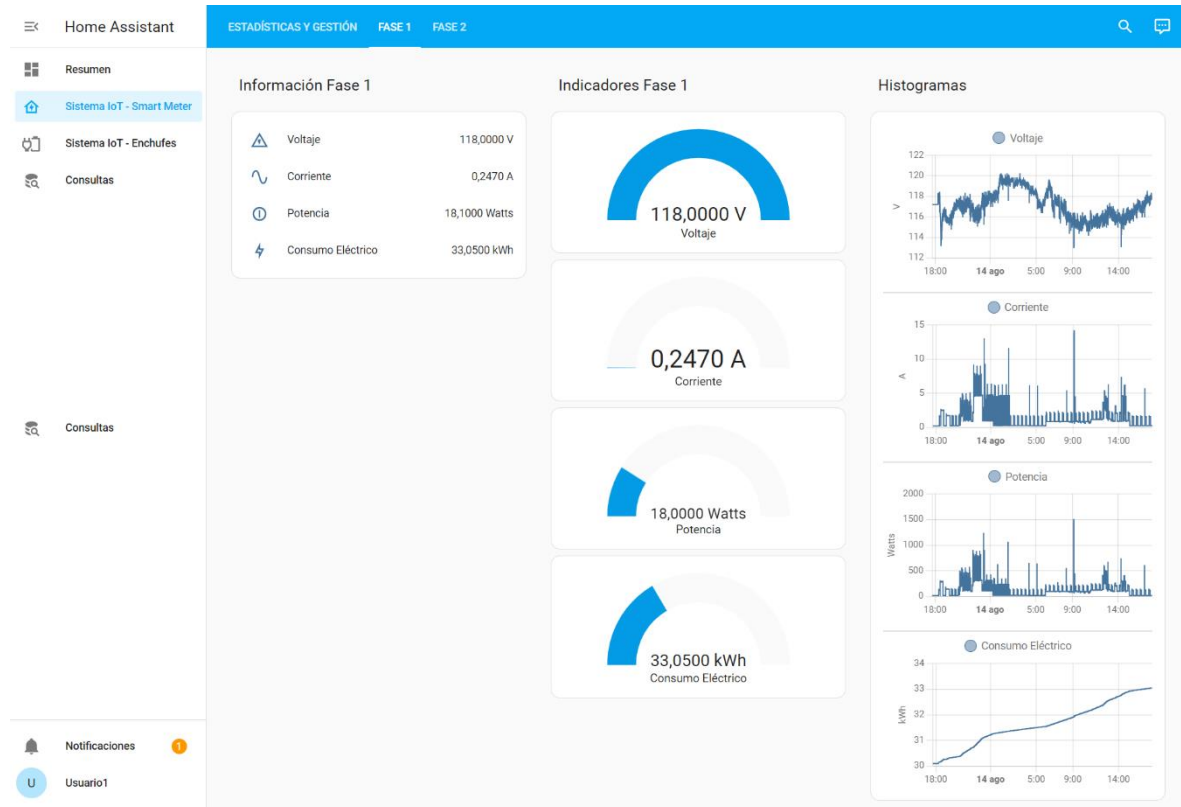 Home Assistant
ESTADÍSTICAS Y GESTIÓN FASE 1 FASE 2
Resumen
Sistema IoT - Smart Meter
Sistema IoT - Enchufes
Consultas
Consultas
Notificaciones 1
U Usuario1
Información Fase 1
Voltaje 118,0000 V
Corriente 0,2470 A
Potencia 18,1000 Watts
Consumo Eléctrico 33,0500 kWh
Indicadores Fase 1
118,0000 V
Voltaje
0,2470 A
Corriente
18,0000 Watts
Potencia
33,0500 kWh
Consumo Eléctrico
Histogramas
Voltaje
122
120
118
116
114
112
V
18:00 14 ago 5:00 9:00 14:00
Corriente
15
10
5
0
A
18:00 14 ago 5:00 9:00 14:00
Potencia
2000
1500
1000
500
0
Watts
18:00 14 ago 5:00 9:00 14:00
Consumo Eléctrico
34
33
32
31
30
kWh
18:00 14 ago 5:00 9:00 14:00